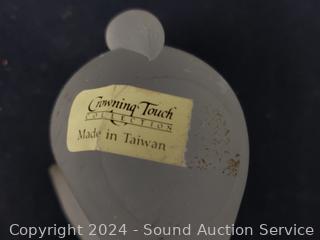 Crowning Touch
COLLECTION
Made in Taiwan
Copyright 2024 - Sound Auction Service